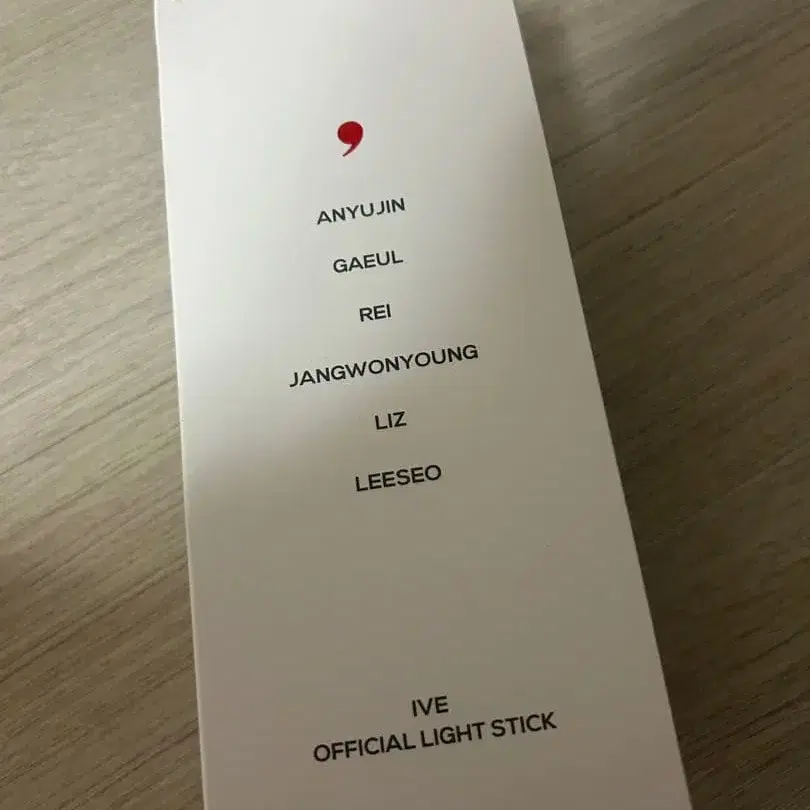 ,
ANYUJIN
GAEUL
REI
JANGWONYOUNG
LIZ
LEESEO
IVE
OFFICIAL LIGHT STICK